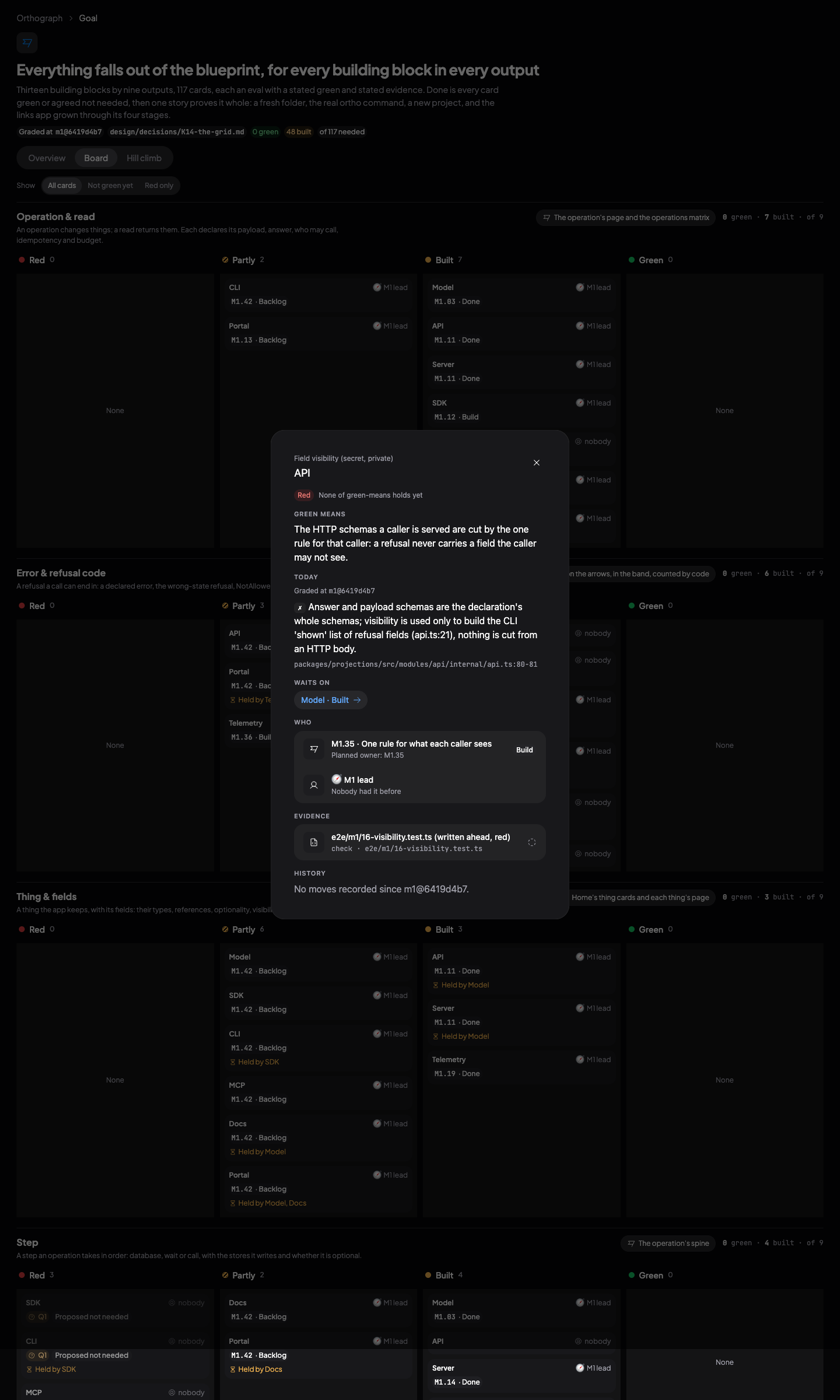 Orthograph > Goal
Everything falls out of the blueprint, for every building block in every output
Thirteen building blocks by nine outputs, 117 cards, each an eval with a stated green and stated evidence. Done is every card
green or agreed not needed, then one story proves it whole: a fresh folder, the real ortho command, a new project, and the
links app grown through its four stages.
Graded at m1@6419d4b7 design/decisions/K14-the-grid.md 0 green 48 built of 117 needed
Overview Board Hill climb
Show All cards Not green yet Red only
Operation & read
The operation's page and the operations matrix 0 green · 7 built · of 9
An operation changes things; a read returns them. Each declares its payload, answer, who may call,
idempotency and budget.
Red 0 Partly 2 Built 7 Green 0
None
CLI M1 lead
M1.42 · Backlog
Portal M1 lead
M1.13 · Backlog
Model M1 lead
M1.03 · Done
API M1 lead
M1.11 · Done
Server M1 lead
M1.11 · Done
SDK M1 lead
M1.12 · Build
nobody
M1 lead
M1 lead
None
Field visibility (secret, private)
API
Red None of green-means holds yet
GREEN MEANS
The HTTP schemas a caller is served are cut by the one
rule for that caller: a refusal never carries a field the caller
may not see.
TODAY
Graded at m1@6419d4b7
✗ Answer and payload schemas are the declaration's
whole schemas; visibility is used only to build the CLI
'shown' list of refusal fields (api.ts:21), nothing is cut from
an HTTP body.
packages/projections/src/modules/api/internal/api.ts:80-81
WAITS ON
Model · Built →
WHO
M1.35 · One rule for what each caller sees
Planned owner: M1.35
Build
M1 lead
Nobody had it before
EVIDENCE
e2e/m1/16-visibility.test.ts (written ahead, red)
check · e2e/m1/16-visibility.test.ts
HISTORY
No moves recorded since m1@6419d4b7.
Error & refusal code
on the arrows, in the band, counted by code 0 green · 6 built · of 9
A refusal a call can end in: a declared error, the wrong-state refusal, NotAllowe
Red 0 Partly 3 Green 0
None
API
M1.42 · Bac
Portal
M1.42 · Bac
Held by Te
Telemetry
M1.36 · Buil
nobody
nobody
M1 lead
M1 lead
nobody
nobody
None
Thing & fields
Home's thing cards and each thing's page 0 green · 3 built · of 9
A thing the app keeps, with its fields: their types, references, optionality, visibili
Red 0 Partly 6 Built 3 Green 0
None
Model M1 lead
M1.42 · Backlog
SDK M1 lead
M1.42 · Backlog
CLI M1 lead
M1.42 · Backlog
Held by SDK
MCP M1 lead
M1.42 · Backlog
Docs M1 lead
M1.42 · Backlog
Held by Model
Portal M1 lead
M1.42 · Backlog
Held by Model, Docs
API M1 lead
M1.11 · Done
Held by Model
Server M1 lead
M1.11 · Done
Held by Model
Telemetry M1 lead
M1.19 · Done
None
Step
The operation's spine 0 green · 4 built · of 9
A step an operation takes in order: database, wait or call, with the stores it writes and whether it is optional.
Red 3 Partly 2 Built 4 Green 0
SDK nobody
Q1 Proposed not needed
CLI nobody
Q1 Proposed not needed
Held by SDK
MCP nobody
Docs M1 lead
M1.42 · Backlog
Portal M1 lead
M1.42 · Backlog
Held by Docs
Model M1 lead
M1.03 · Done
API nobody
Server M1 lead
M1.14 · Done
None